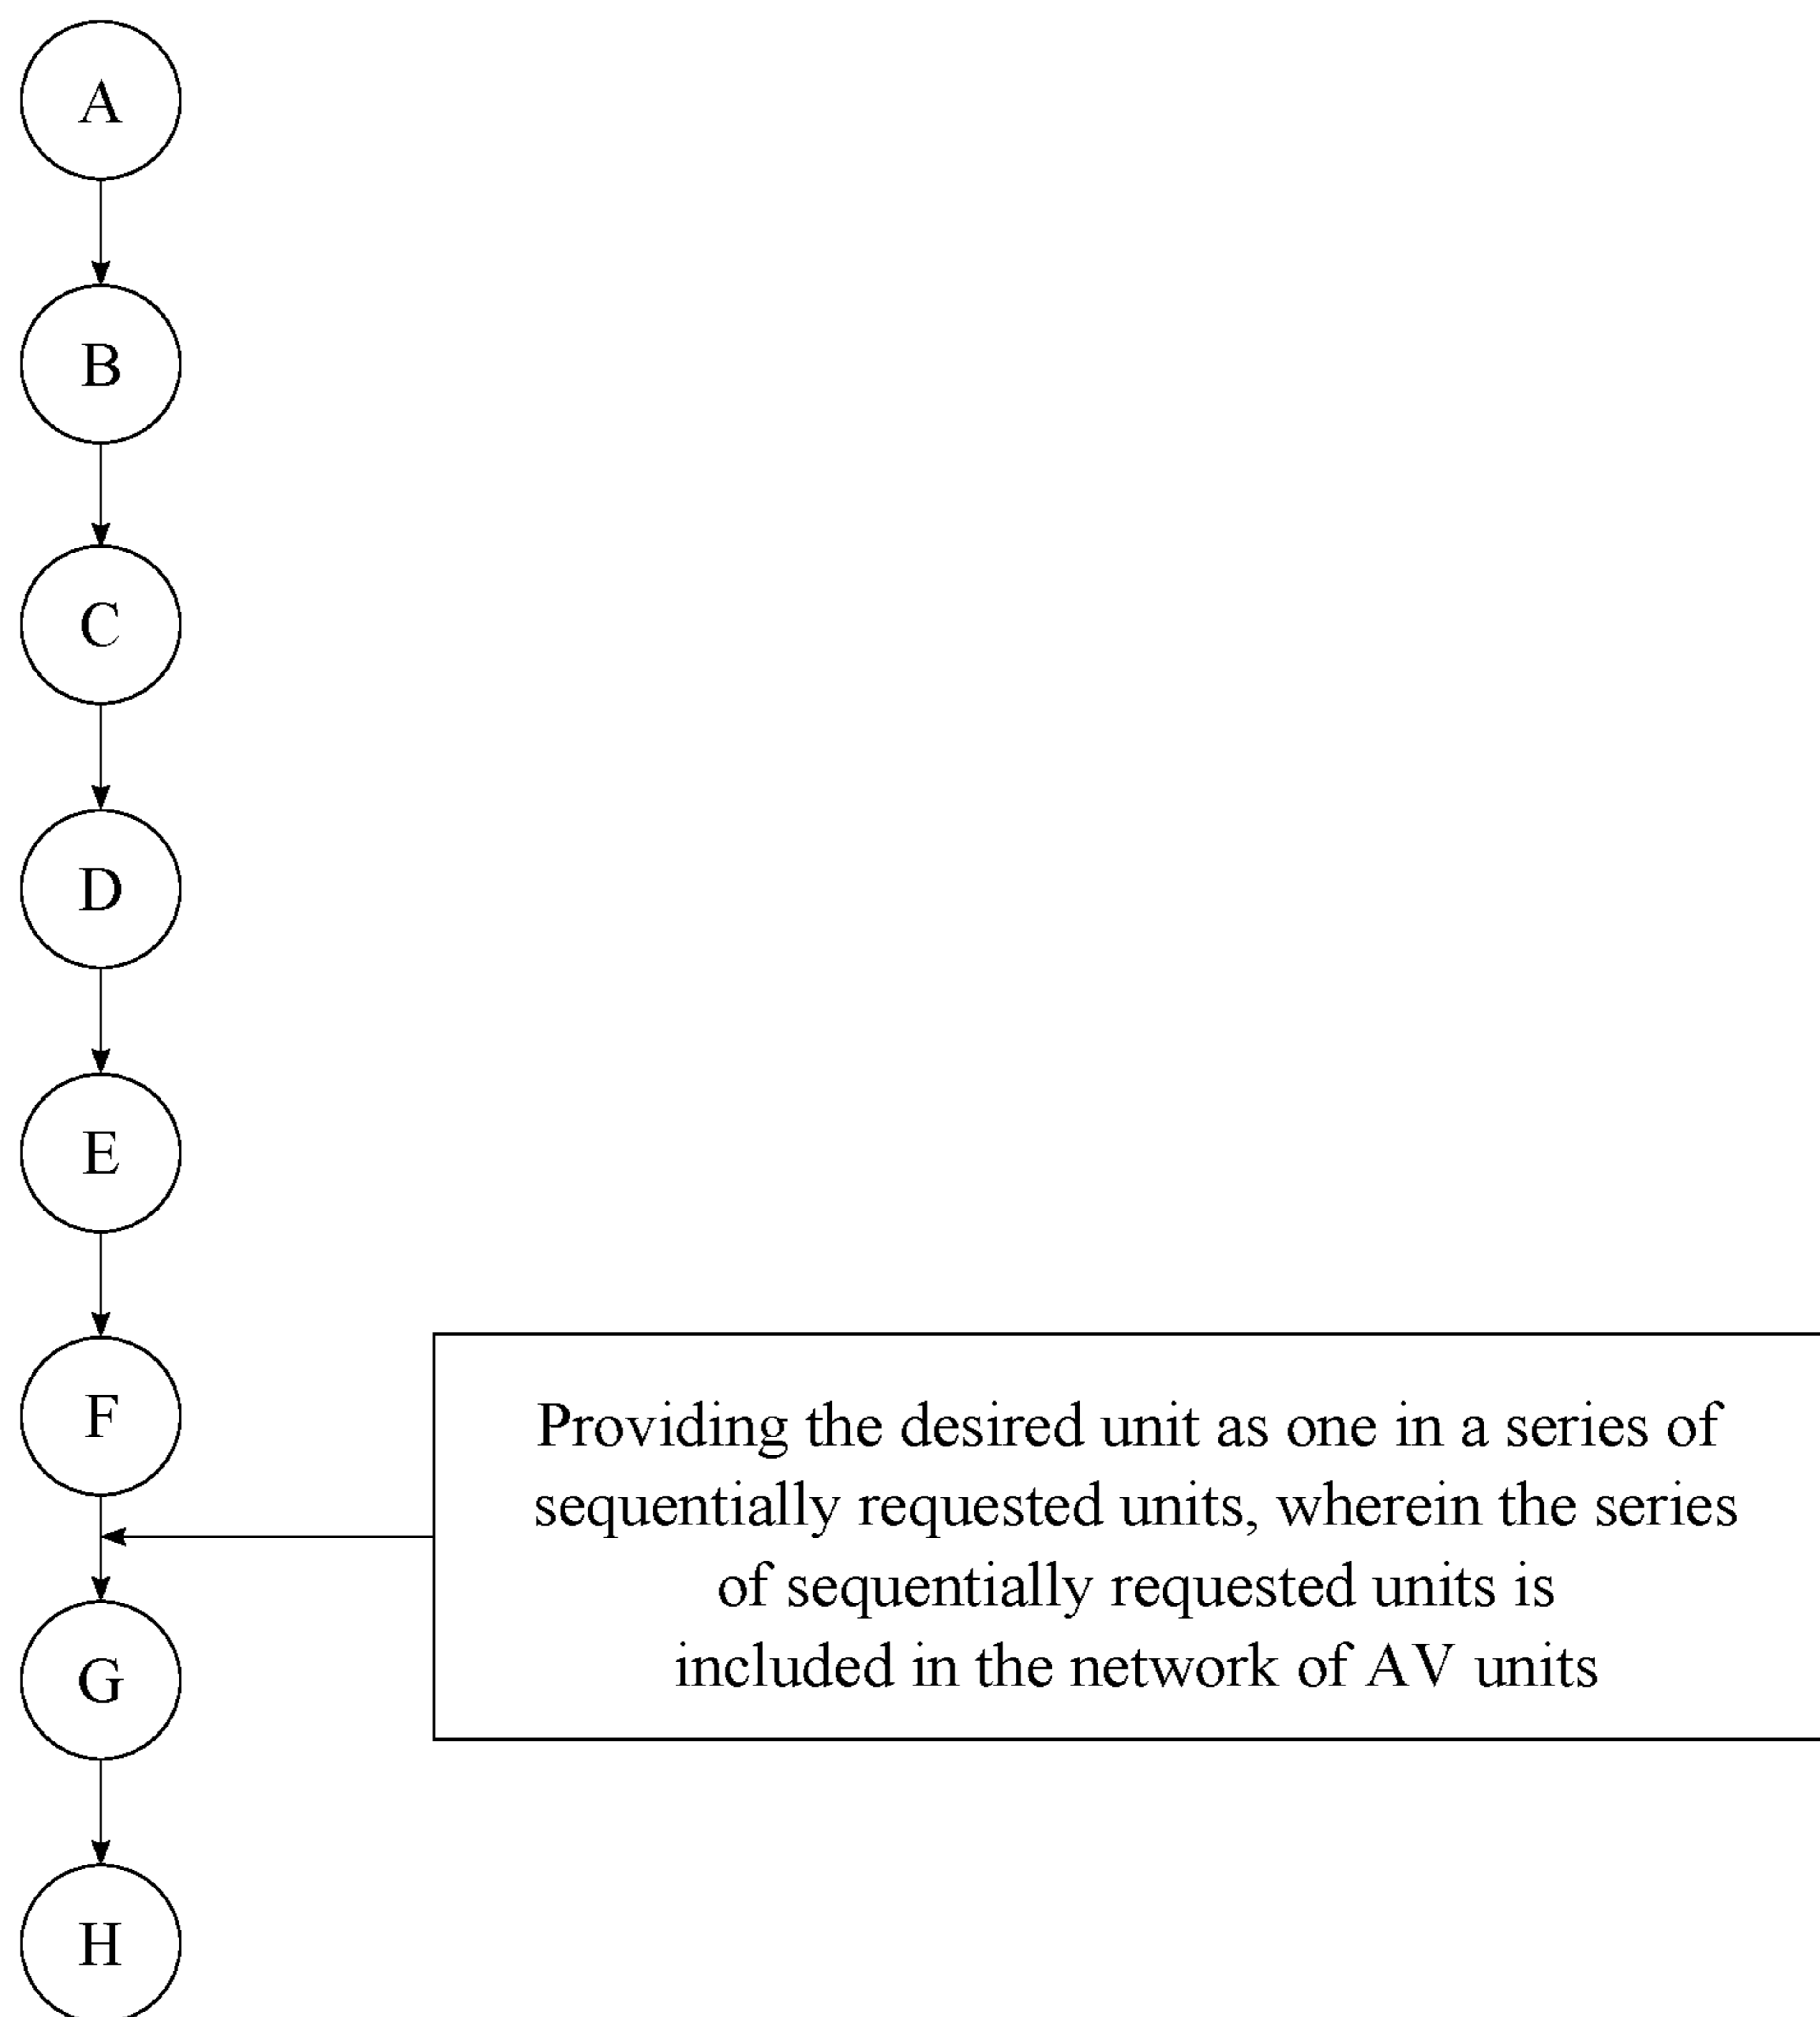 A
B
C
D
E
F
Providing the desired unit as one in a series of
sequentially requested units, wherein the series
of sequentially requested units is
included in the network of AV units
G
H